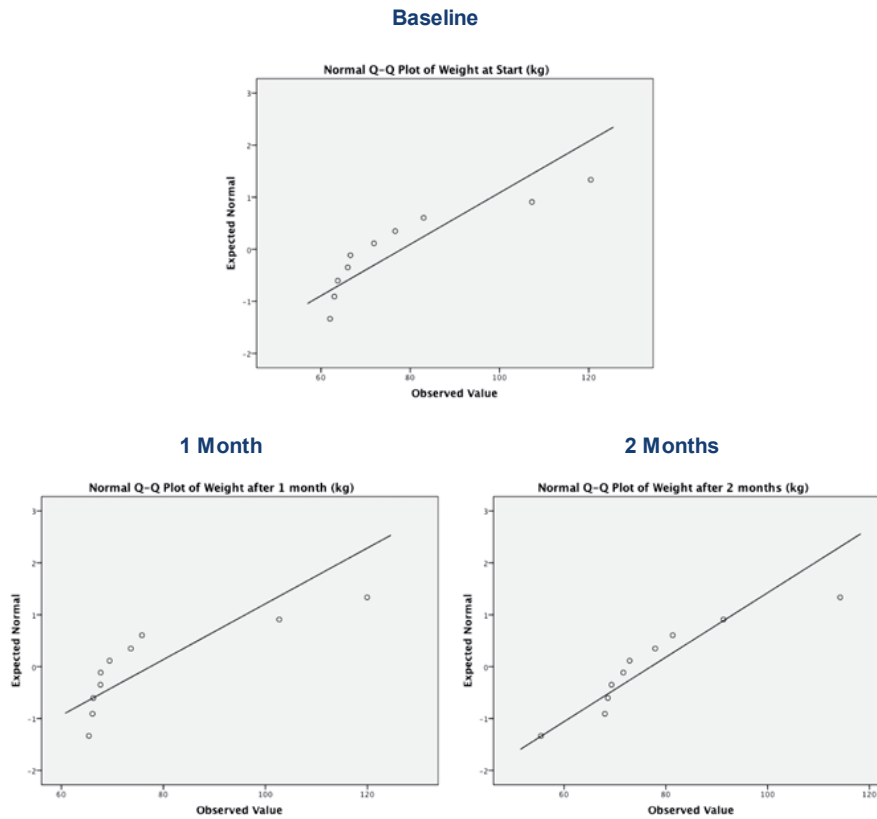 Baseline
Normal Q-Q Plot of Weight at Start (kg)
3
2
1
0
-1
-2
Expected Normal
60 80 100 120
Observed Value
1 Month
Normal Q-Q Plot of Weight after 1 month (kg)
3
2
1
0
-1
-2
Expected Normal
60 80 100 120
Observed Value
2 Months
Normal Q-Q Plot of Weight after 2 months (kg)
3
2
1
0
-1
-2
Expected Normal
60 80 100 120
Observed Value